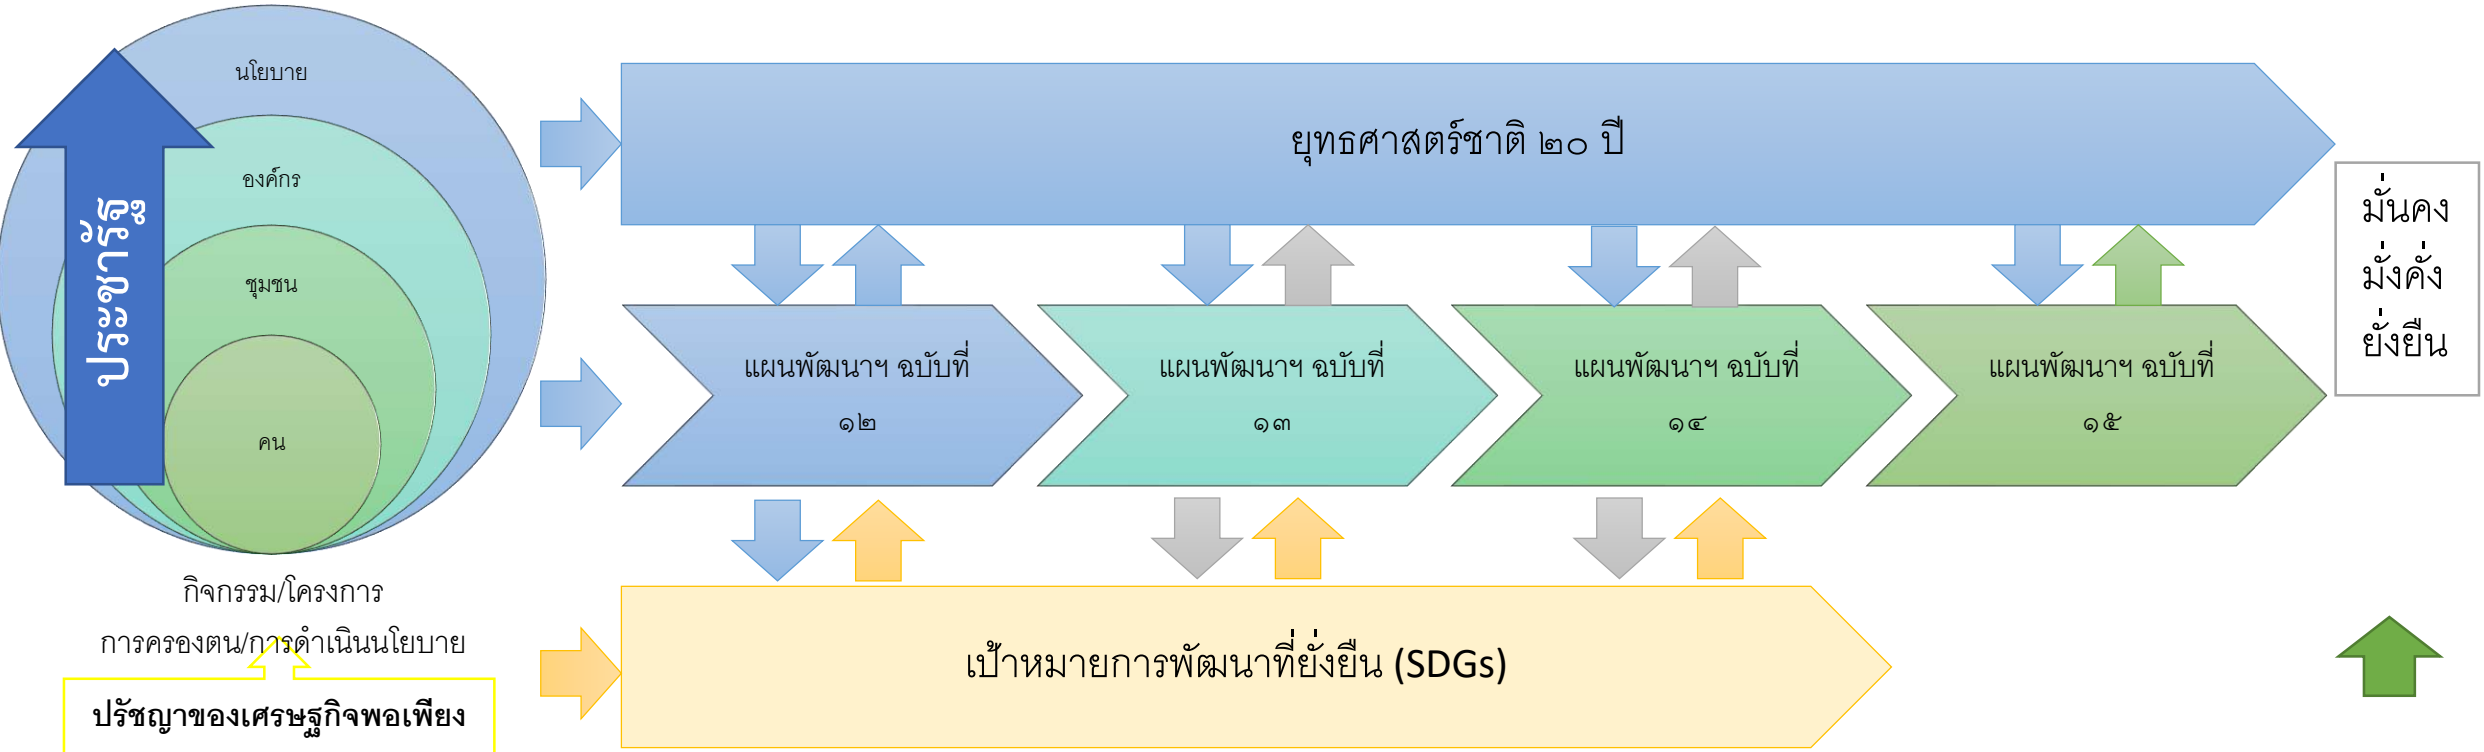 นโยบาย
องค์กร
ชุมชน
คน
ประชารัฐ
กิจกรรม/โครงการ
การครองตน/การดำเนินนโยบาย
ปรัชญาของเศรษฐกิจพอเพียง
ยุทธศาสตร์ชาติ ๒๐ ปี
แผนพัฒนาฯ ฉบับที่
๑๒
แผนพัฒนาฯ ฉบับที่
๑๓
แผนพัฒนาฯ ฉบับที่
๑๔
แผนพัฒนาฯ ฉบับที่
๑๕
เป้าหมายการพัฒนาที่ยั่งยืน (SDGs)
มั่นคง
มั่งคั่ง
ยั่งยืน